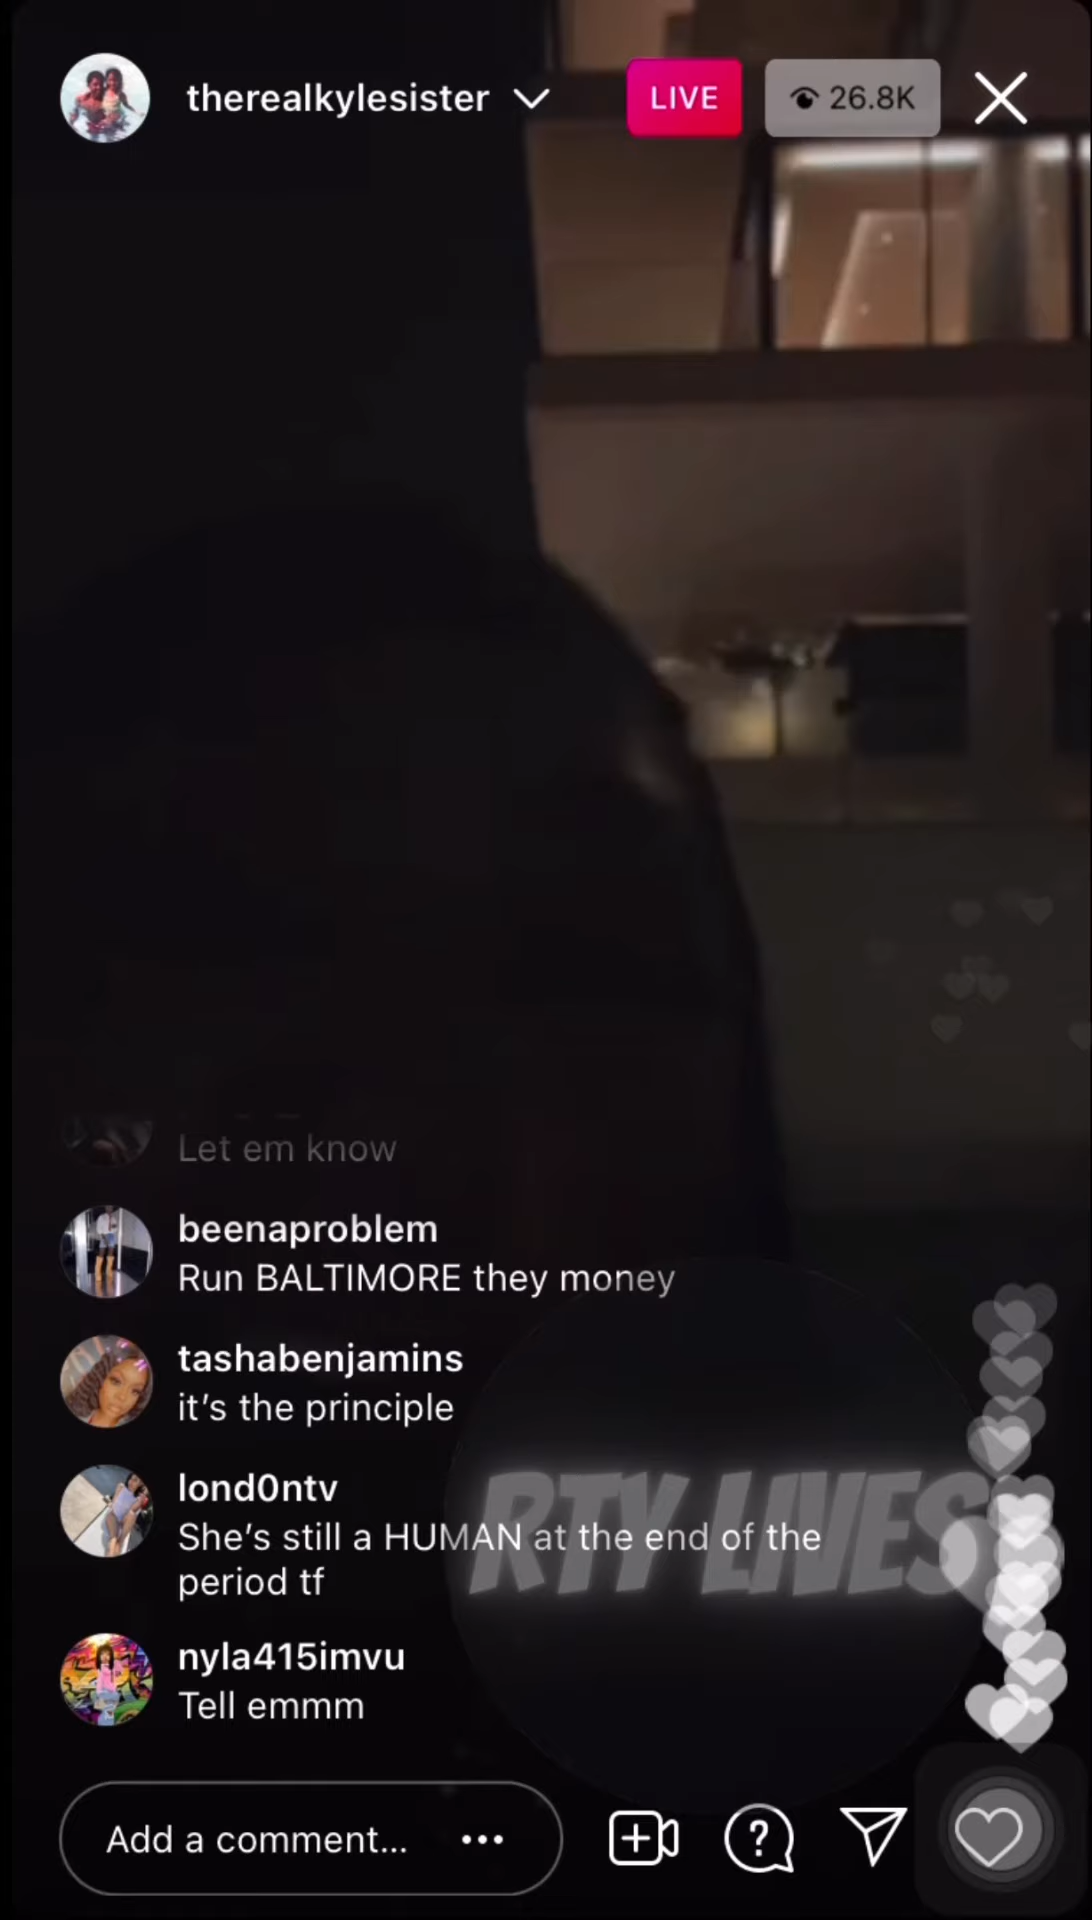 therealkylesister
LIVE
26.8K
Let em know
beenaproblem
Run BALTIMORE they money
tashabenjamins
it’s the principle
lond0ntv
She’s still a HUMAN at the end of the
period tf
nyla415imvu
Tell emmm
RTY LIVES
Add a comment...